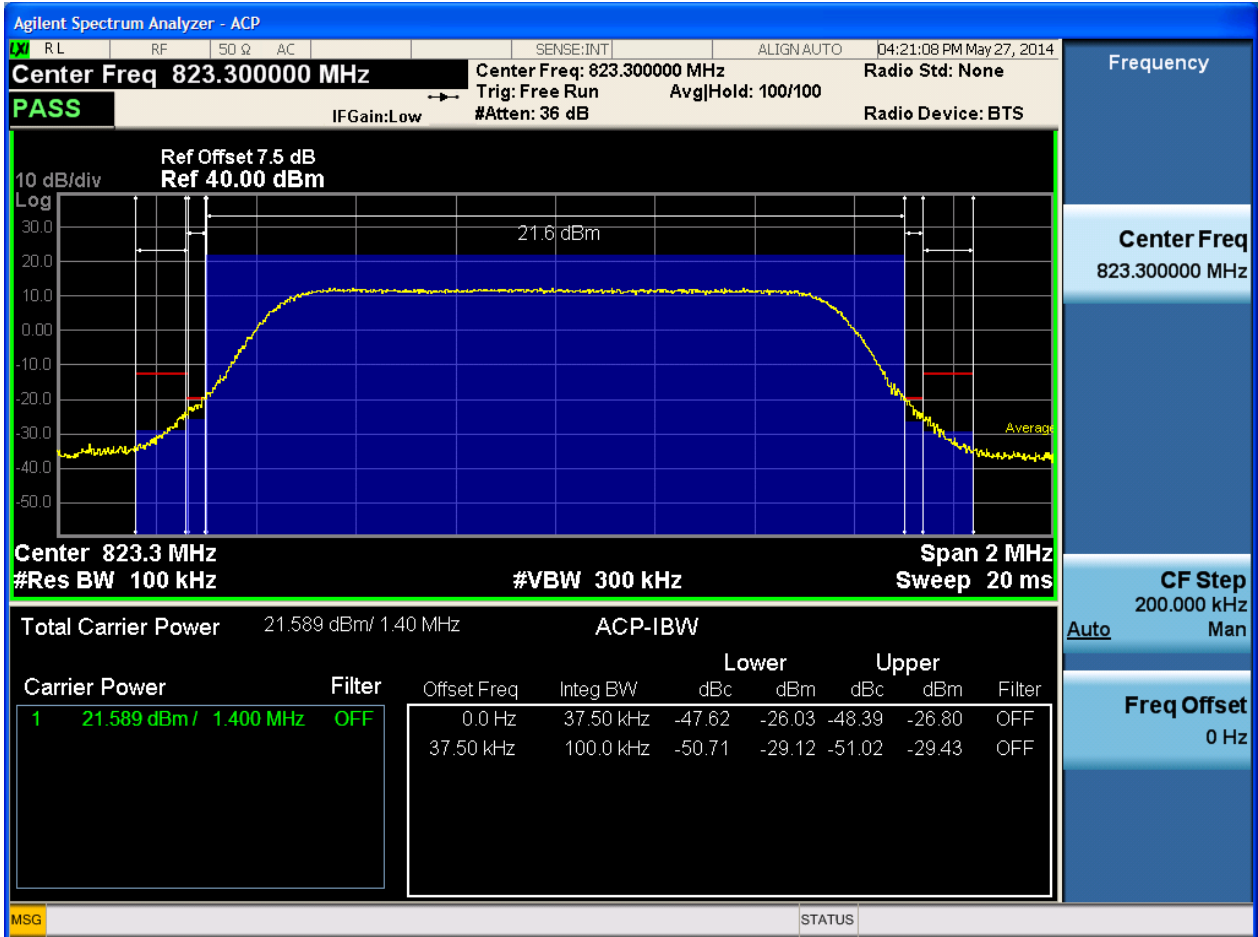 Agilent Spectrum Analyzer - ACP
LXI RL RF 50 Ω AC SENSE:INT ALIGN AUTO 04:21:08 PM May 27, 2014
Center Freq 823.300000 MHz
Center Freq: 823.300000 MHz Radio Std: None
Trig: Free Run Avg|Hold: 100/100
PASS IFGain:Low #Atten: 36 dB Radio Device: BTS
Ref Offset 7.5 dB
10 dB/div Ref 40.00 dBm
Log
30.0
20.0
10.0
0.00
-10.0
-20.0
-30.0
-40.0
-50.0
21.6 dBm
Average
Center 823.3 MHz Span 2 MHz
#Res BW 100 kHz #VBW 300 kHz Sweep 20 ms
Total Carrier Power 21.589 dBm/ 1.40 MHz ACP-IBW
Lower Upper
Carrier Power Filter Offset Freq Integ BW dBc dBm dBc dBm Filter
1 21.589 dBm / 1.400 MHz OFF 0.0 Hz 37.50 kHz -47.62 -26.03 -48.39 -26.80 OFF
37.50 kHz 100.0 kHz -50.71 -29.12 -51.02 -29.43 OFF
Frequency
Center Freq
823.300000 MHz
CF Step
200.000 kHz
Auto Man
Freq Offset
0 Hz
MSG STATUS